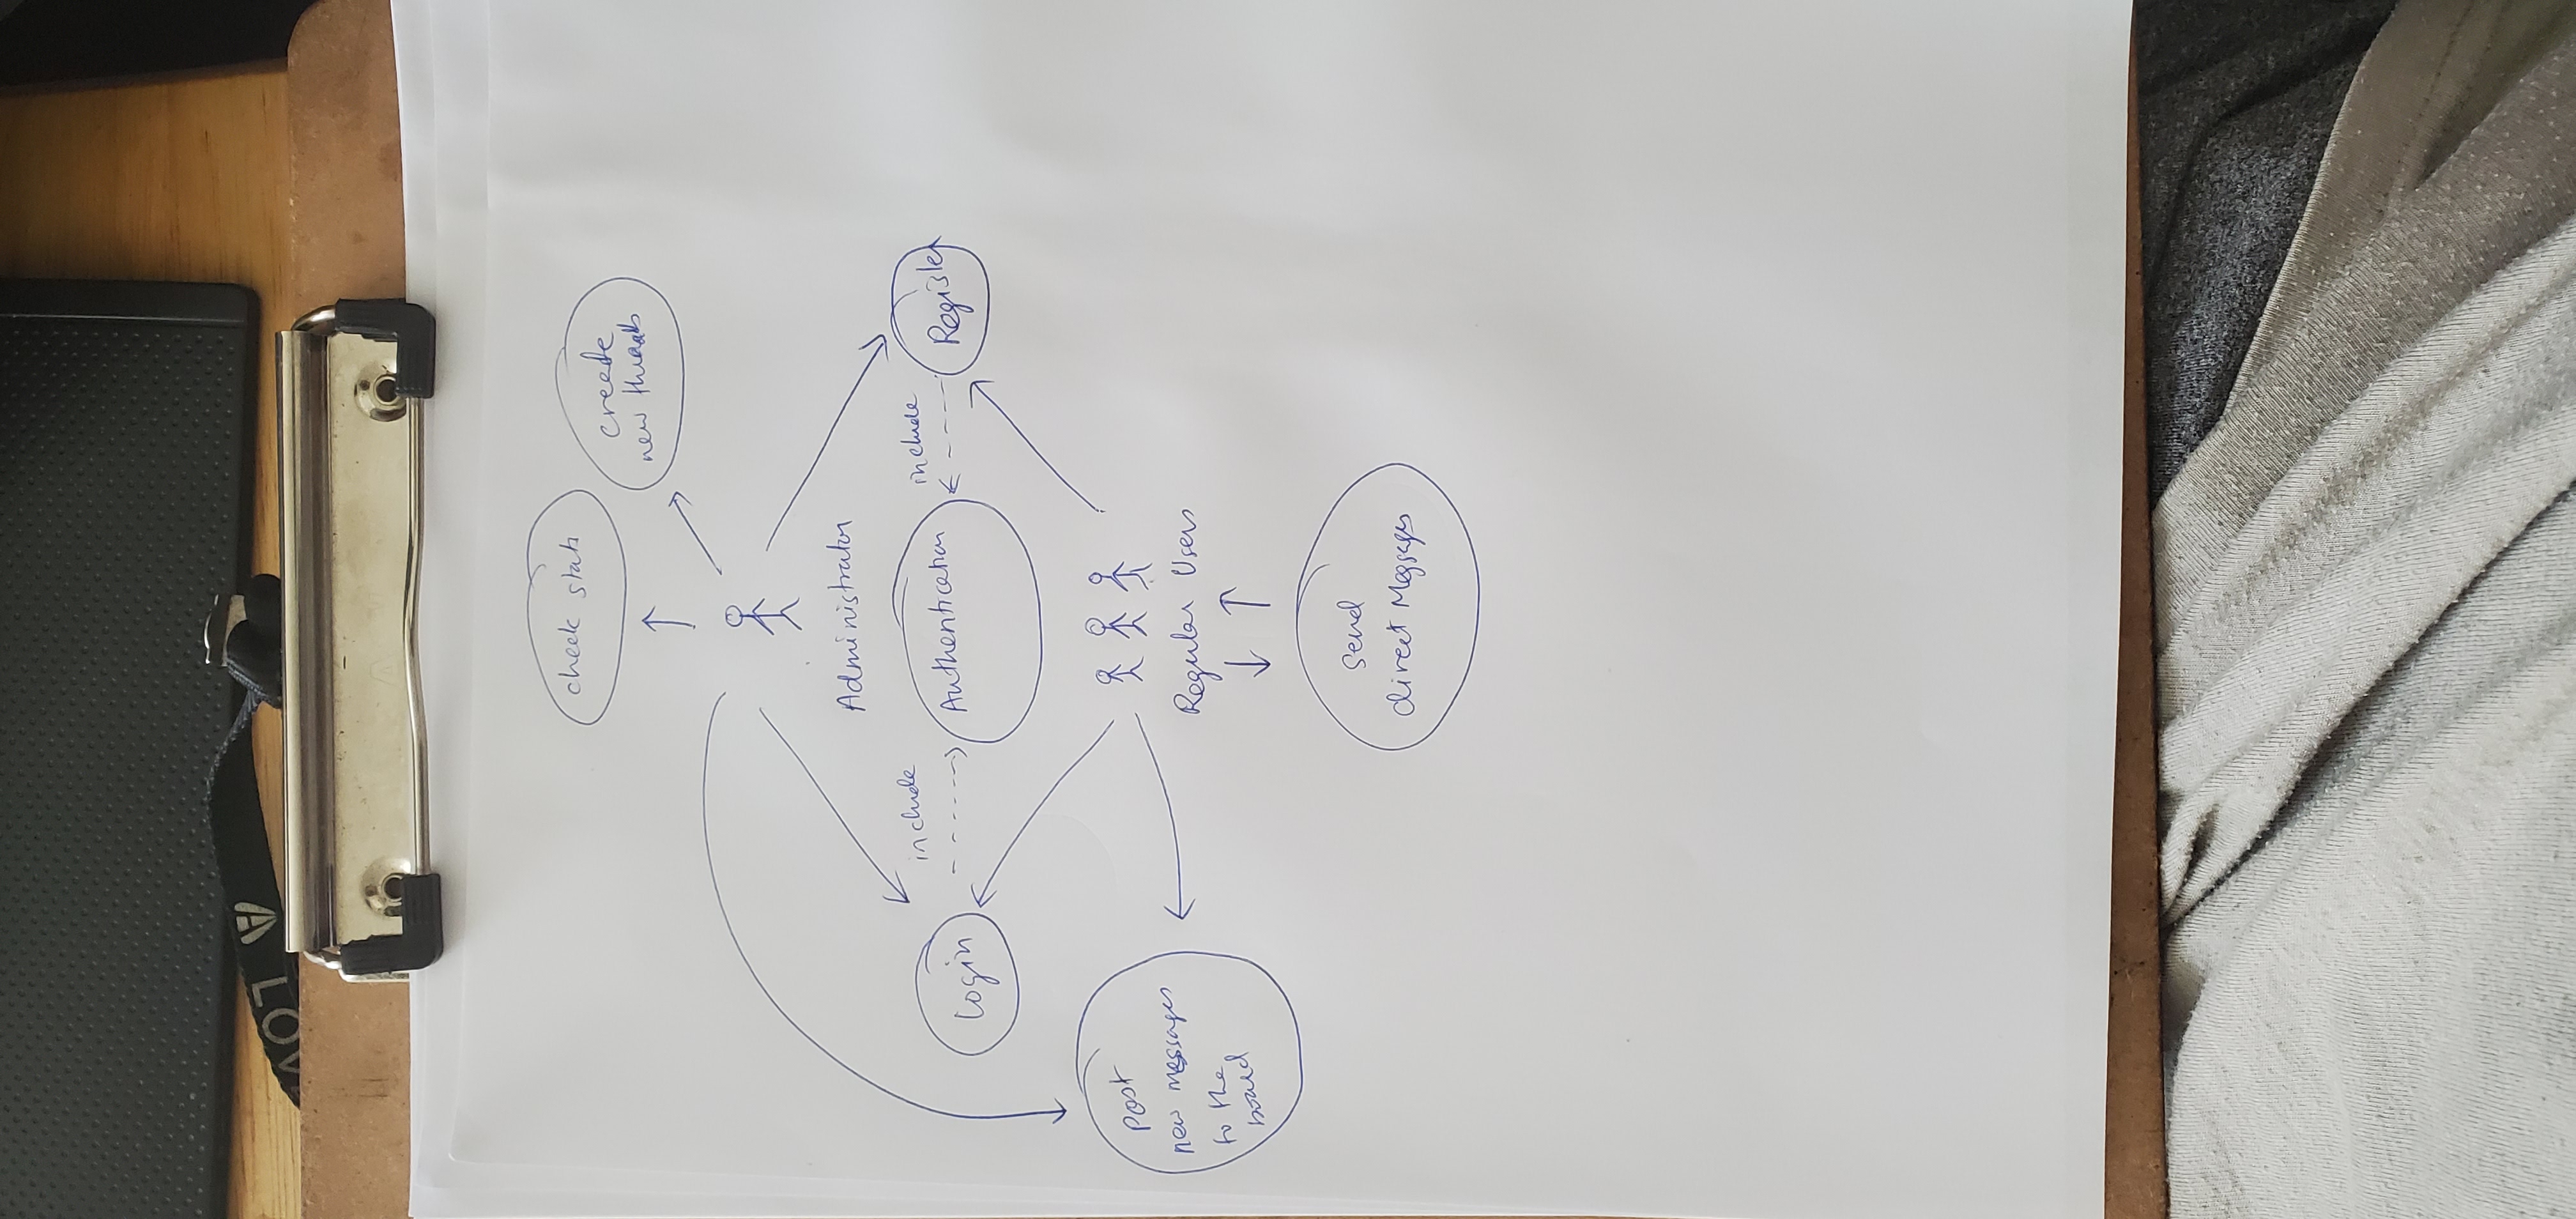 LOV
check stats
create
new threads
Administrator
include
include
Login
Authentication
Register
Post
new messages
to the
board
Regular Users
Send
direct Messages